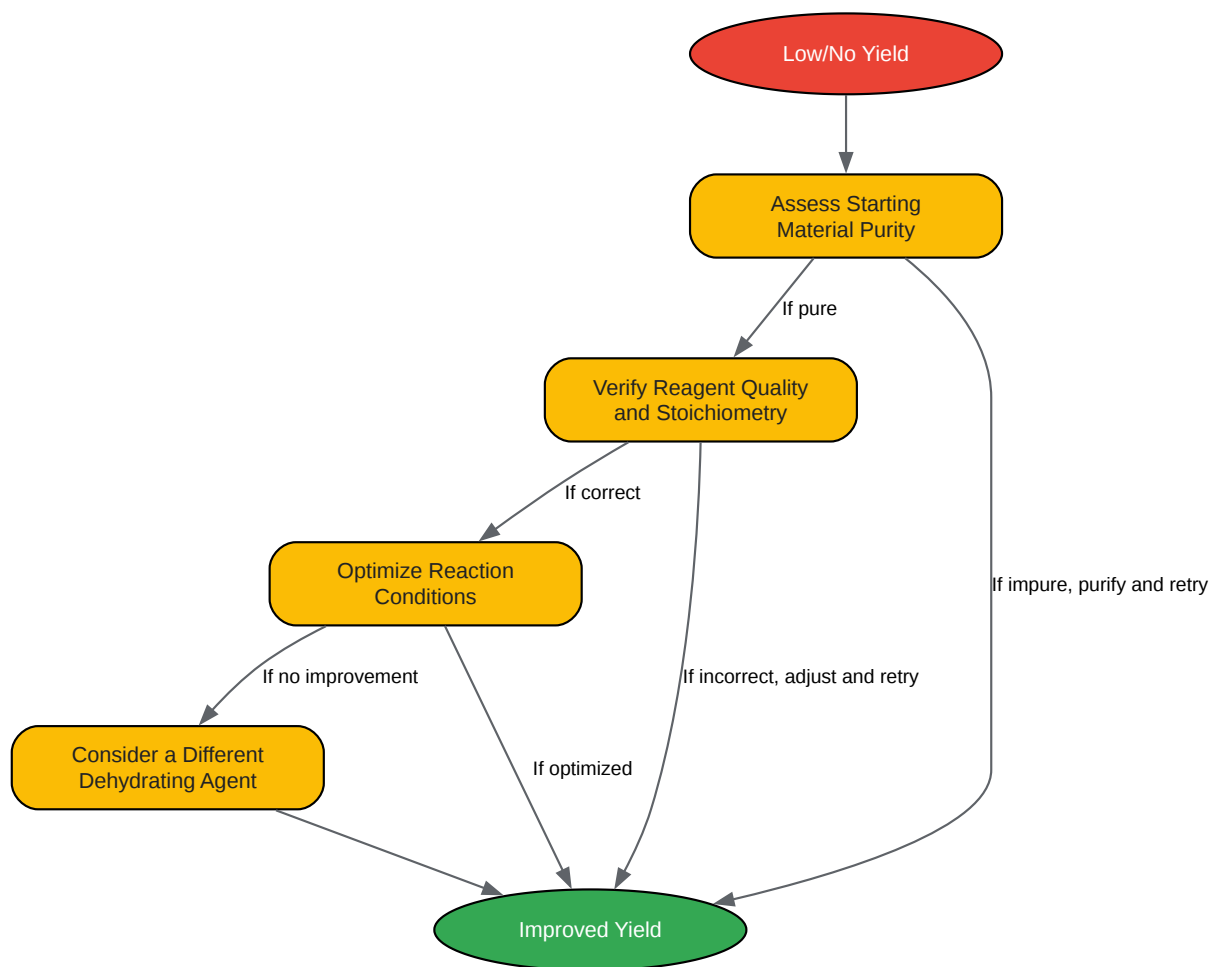 Low/No Yield
Assess Starting
Material Purity
If pure
Verify Reagent Quality
and Stoichiometry
If correct
Optimize Reaction
Conditions
If impure, purify and retry
If no improvement
If incorrect, adjust and retry
Consider a Different
Dehydrating Agent
If optimized
Improved Yield